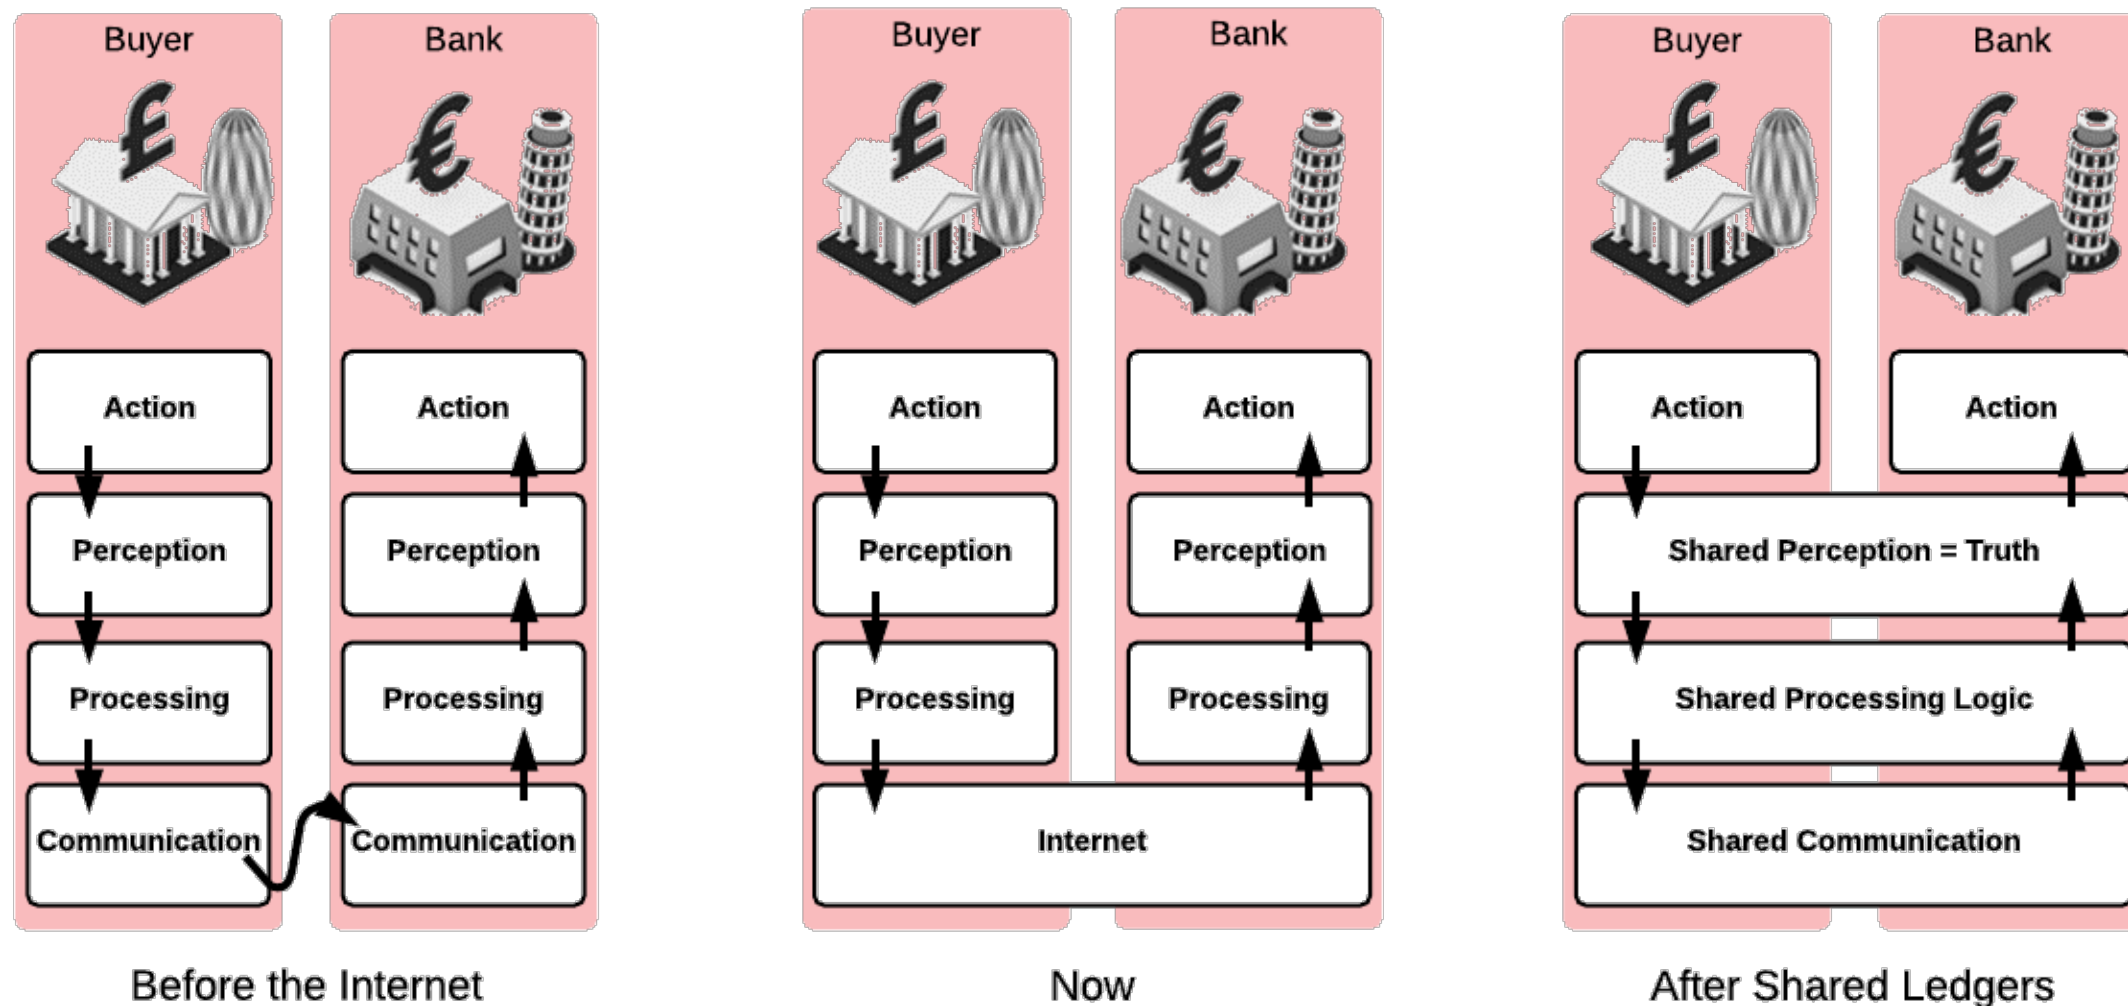 Buyer
Bank
£
€
Action
Action
Perception
Perception
Processing
Processing
Communication
Communication
Before the Internet
Buyer
Bank
£
€
Action
Action
Perception
Perception
Processing
Processing
Internet
Now
Buyer
Bank
£
€
Action
Action
Shared Perception = Truth
Shared Processing Logic
Shared Communication
After Shared Ledgers